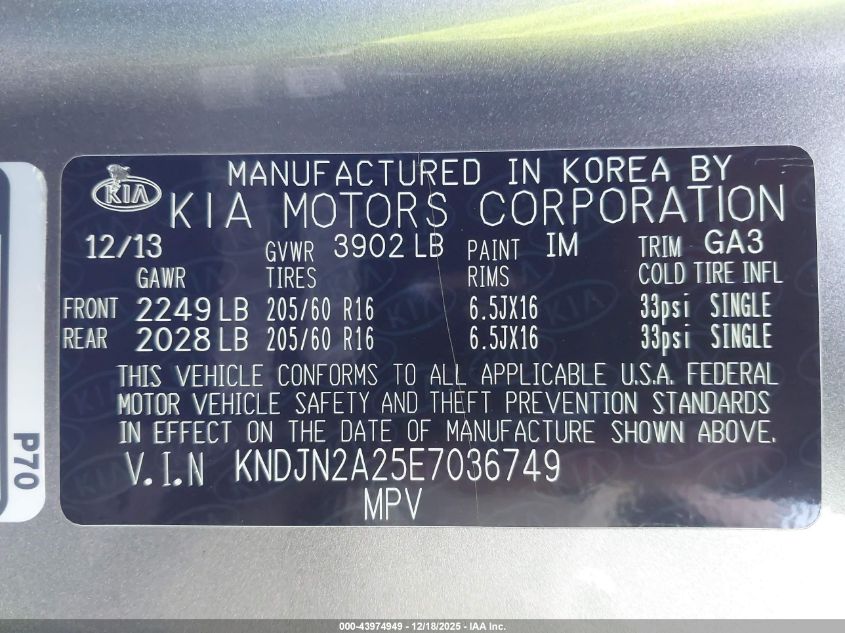 MANUFACTURED IN KOREA BY
KIA KIA MOTORS CORPORATION
12/13 GVWR 3902 LB PAINT IM TRIM GA3
GAWR TIRES RIMS COLD TIRE INFL
FRONT 2249 LB 205/60 R16 6.5JX16 33psi SINGLE
REAR 2028 LB 205/60 R16 6.5JX16 33psi SINGLE
THIS VEHICLE CONFORMS TO ALL APPLICABLE U.S.A. FEDERAL
MOTOR VEHICLE SAFETY AND THEFT PREVENTION STANDARDS
IN EFFECT ON THE DATE OF MANUFACTURE SHOWN ABOVE.
V.I.N KNDJN2A25E7036749
MPV
P70
000-43974949 - 12/18/2025 - IAA Inc.